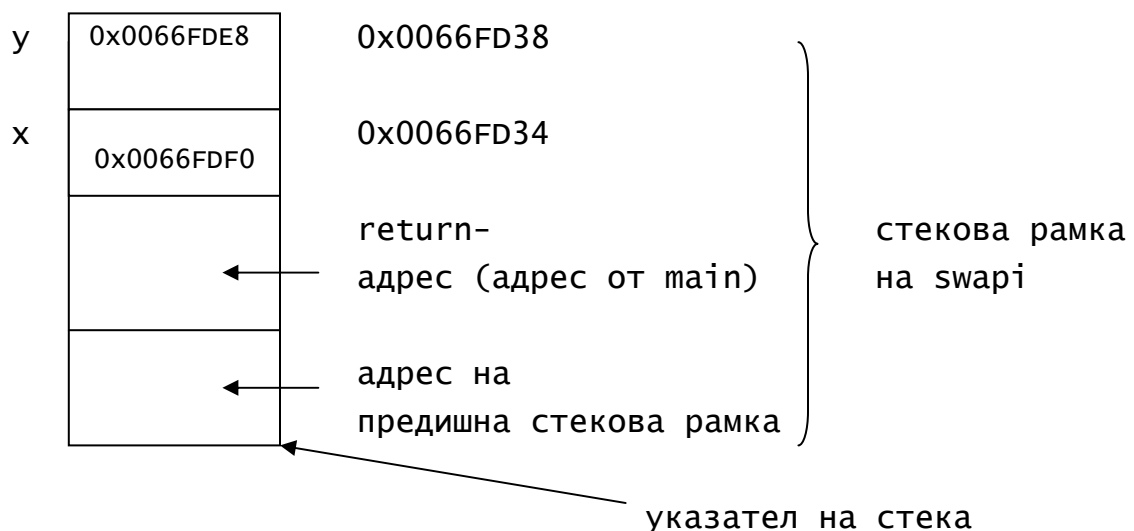 y 0x0066FDE8 0x0066FD38
x 0x0066FDF0 0x0066FD34
return-
адрес (адрес от main)
стекова рамка
на swapi
адрес на
предишна стекова рамка
указател на стека